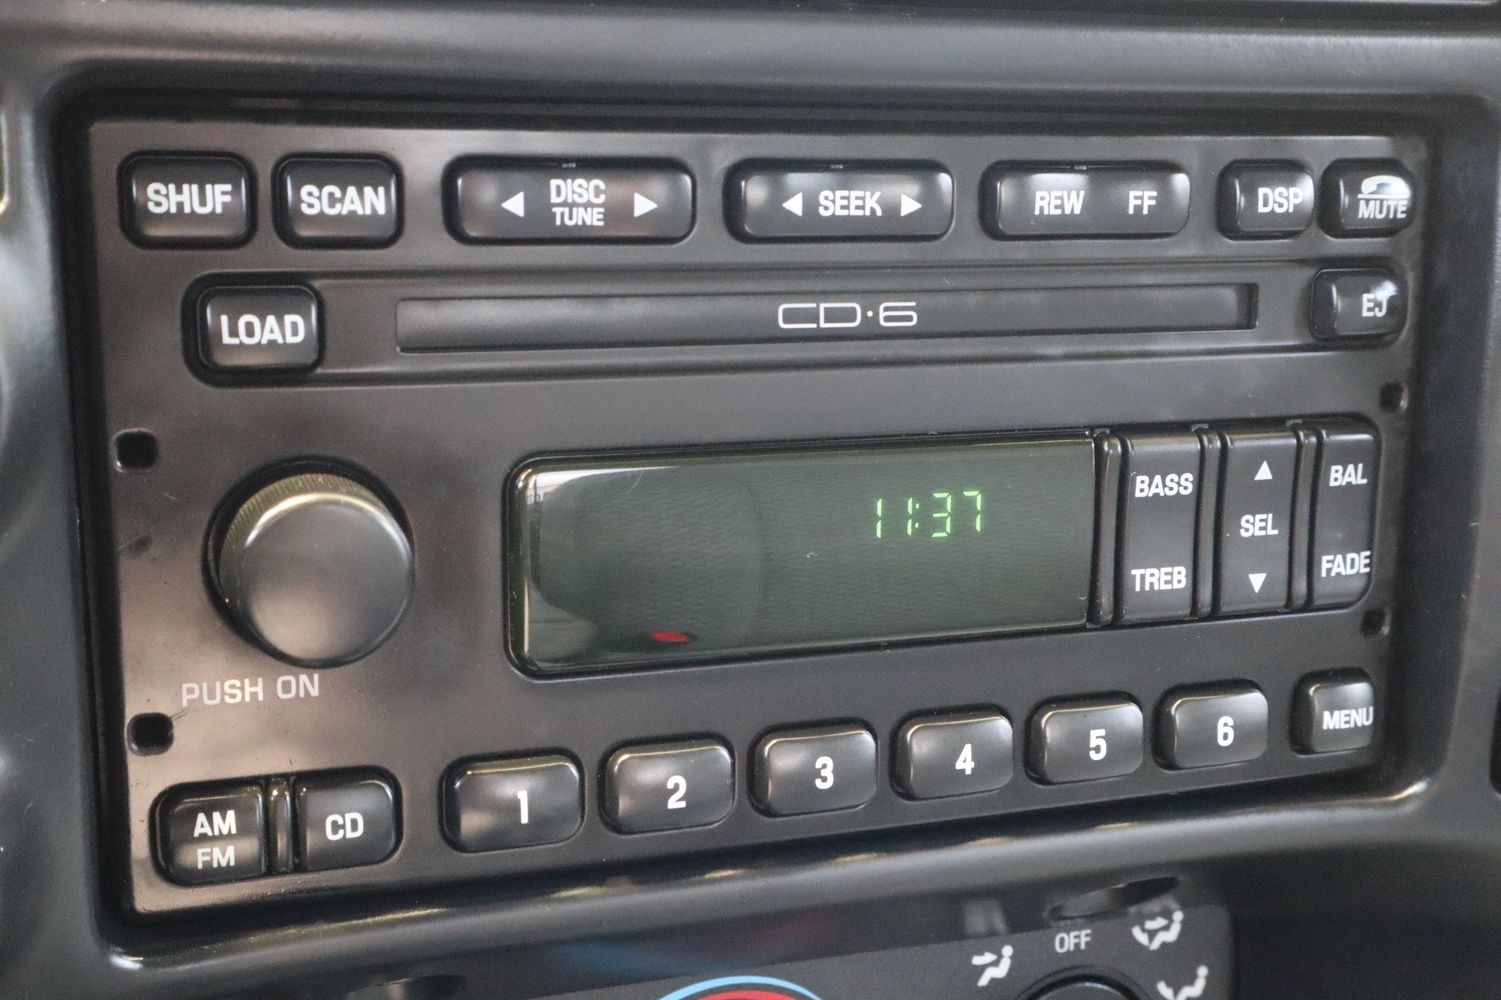 SHUF
SCAN
◄ DISC ►
TUNE
◄ SEEK ►
REW FF
DSP
MUTE
LOAD
CD·6
EJ
11:37
BASS
TREB
▲
SEL
▼
BAL
FADE
PUSH ON
AM
FM
CD
1
2
3
4
5
6
MENU
OFF